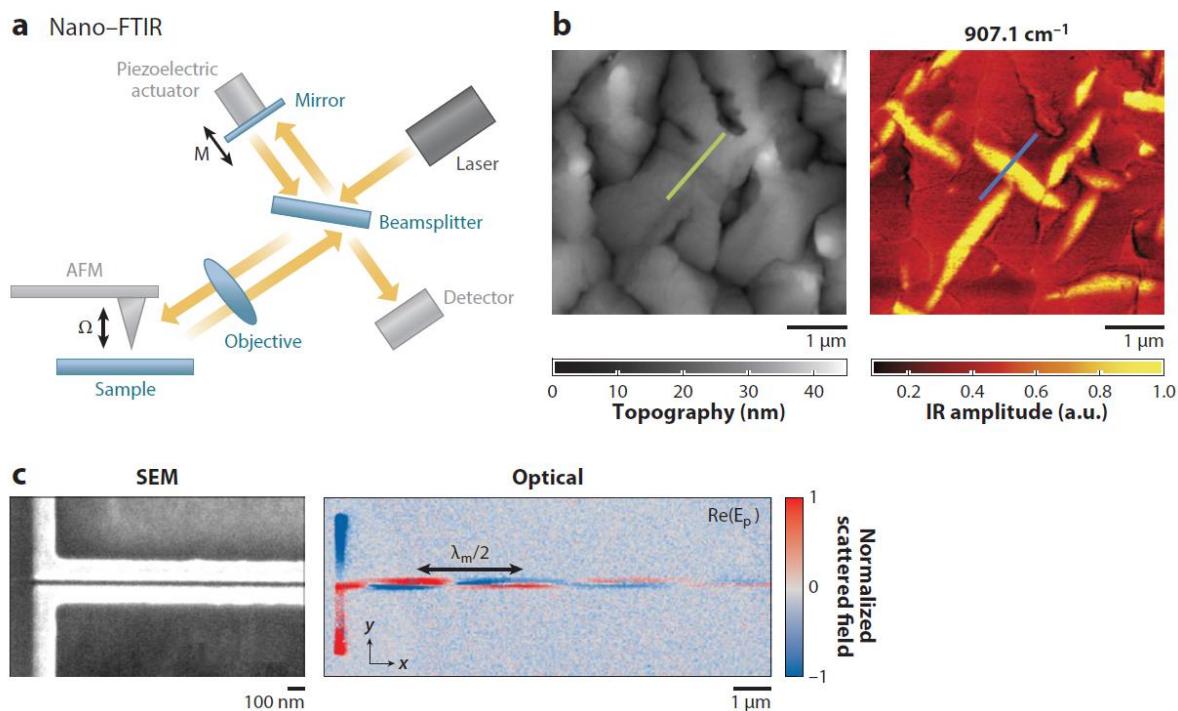 a Nano–FTIR
Piezoelectric
actuator
Mirror
M
Laser
Beamsplitter
AFM
Ω
Objective
Detector
Sample
b
907.1 cm⁻¹
1 μm
1 μm
0 10 20 30 40
Topography (nm)
0.2 0.4 0.6 0.8 1.0
IR amplitude (a.u.)
c
SEM
Optical
Re(Eₚ)
λₘ/2
y
x
1
0
−1
Normalized
scattered field
100 nm
1 μm